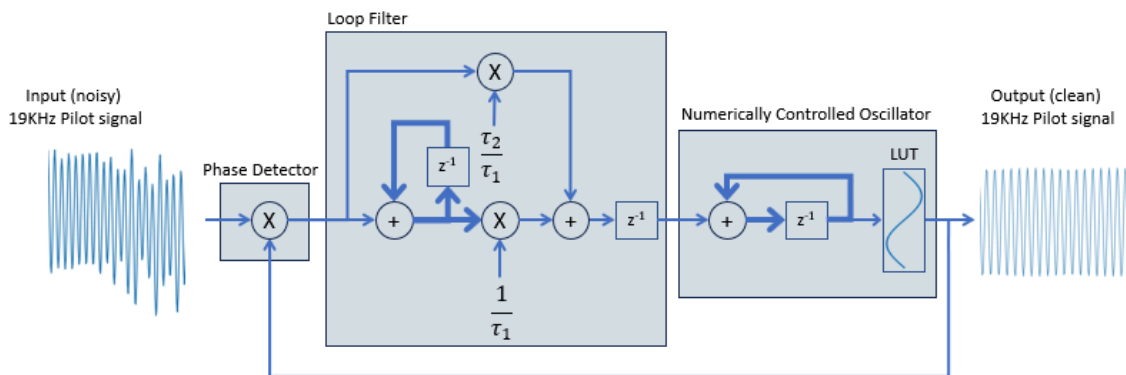 Loop Filter
Input (noisy)
19KHz Pilot signal
Phase Detector
X
+
z⁻¹
X
τ₂
τ₁
X
1
τ₁
+
z⁻¹
Numerically Controlled Oscillator
+
z⁻¹
LUT
Output (clean)
19KHz Pilot signal